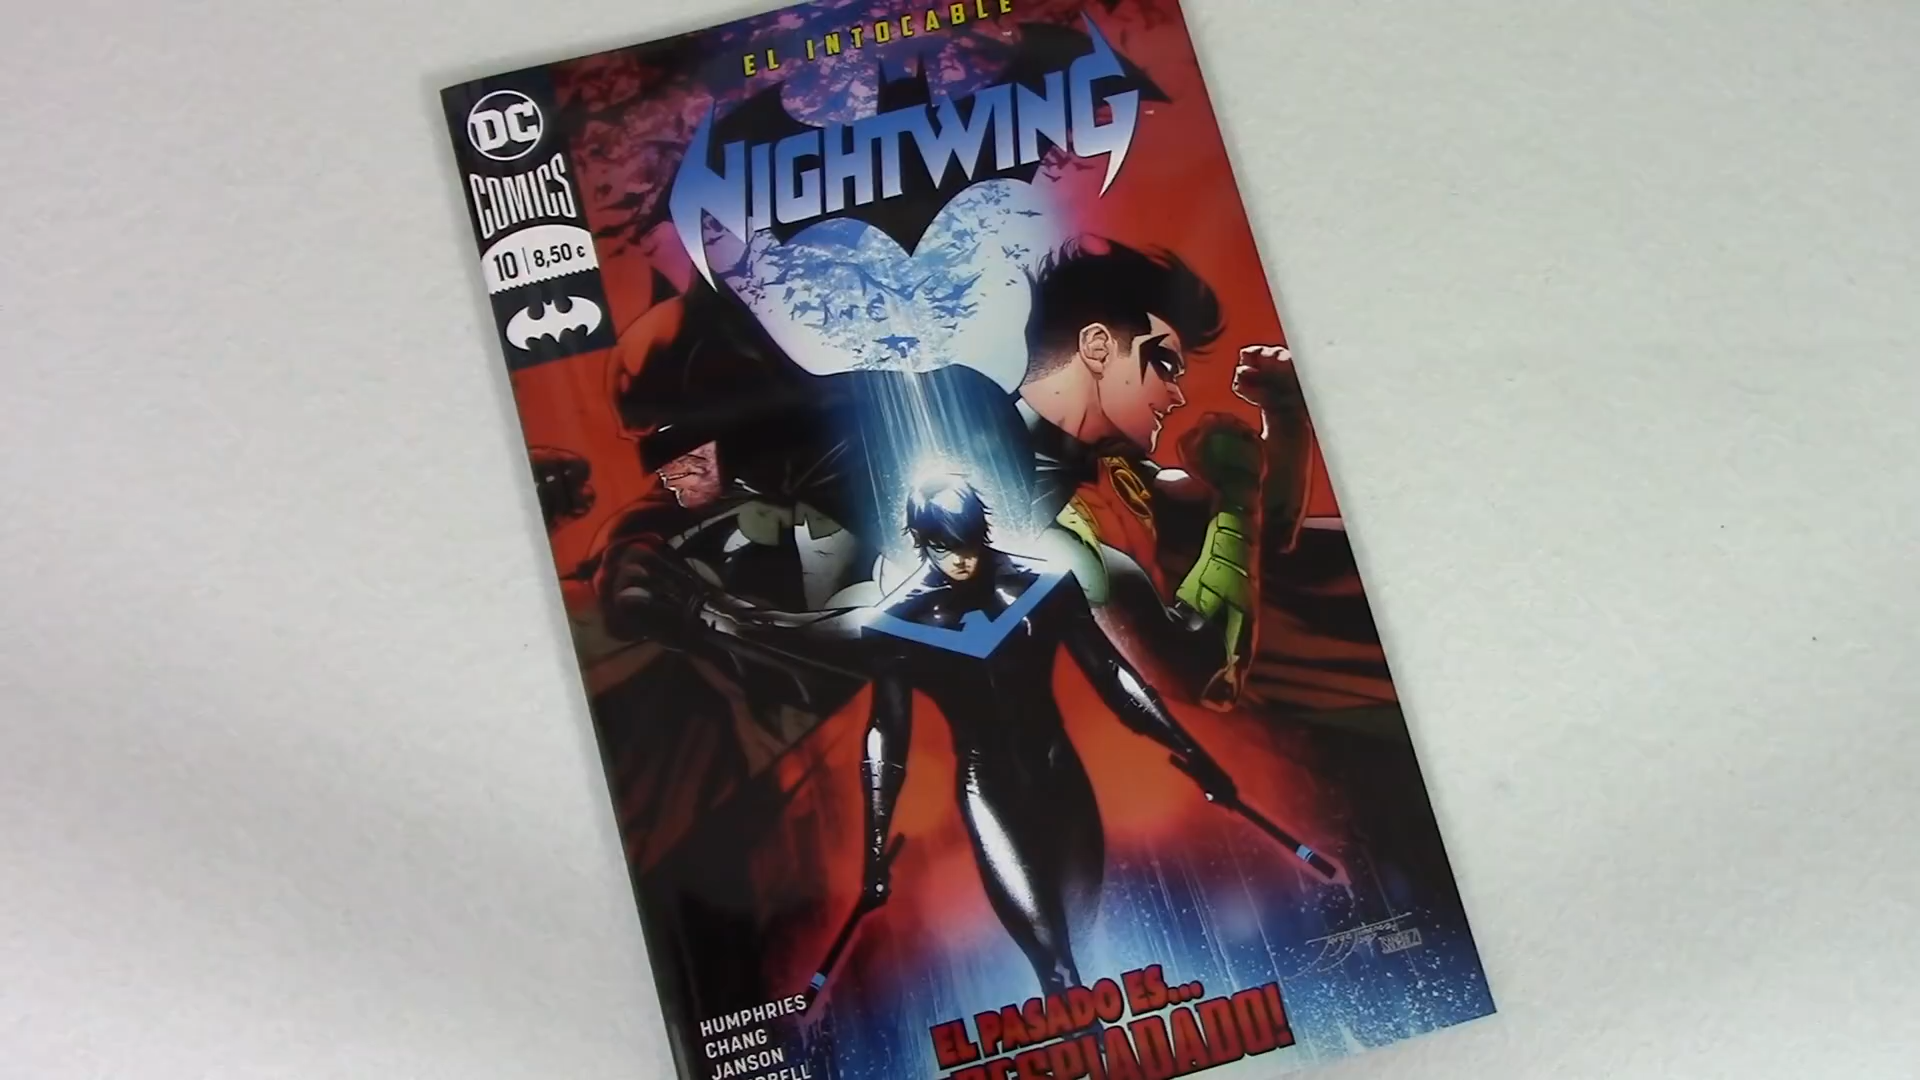 EL INTOCABLE
NIGHTWING
DC
COMICS
10 | 8,50 €
HUMPHRIES
CHANG
JANSON
EL PASADO ES...